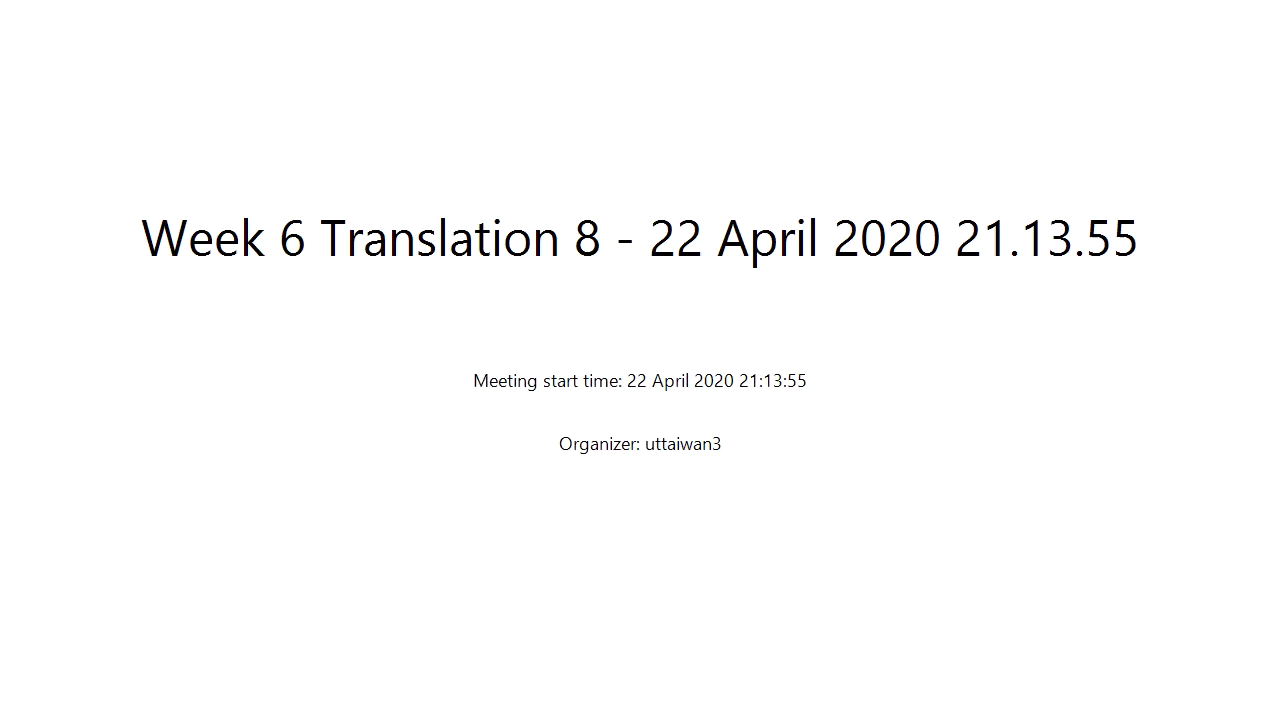 Week 6 Translation 8 - 22 April 2020 21.13.55
Meeting start time: 22 April 2020 21:13:55
Organizer: uttaiwan3